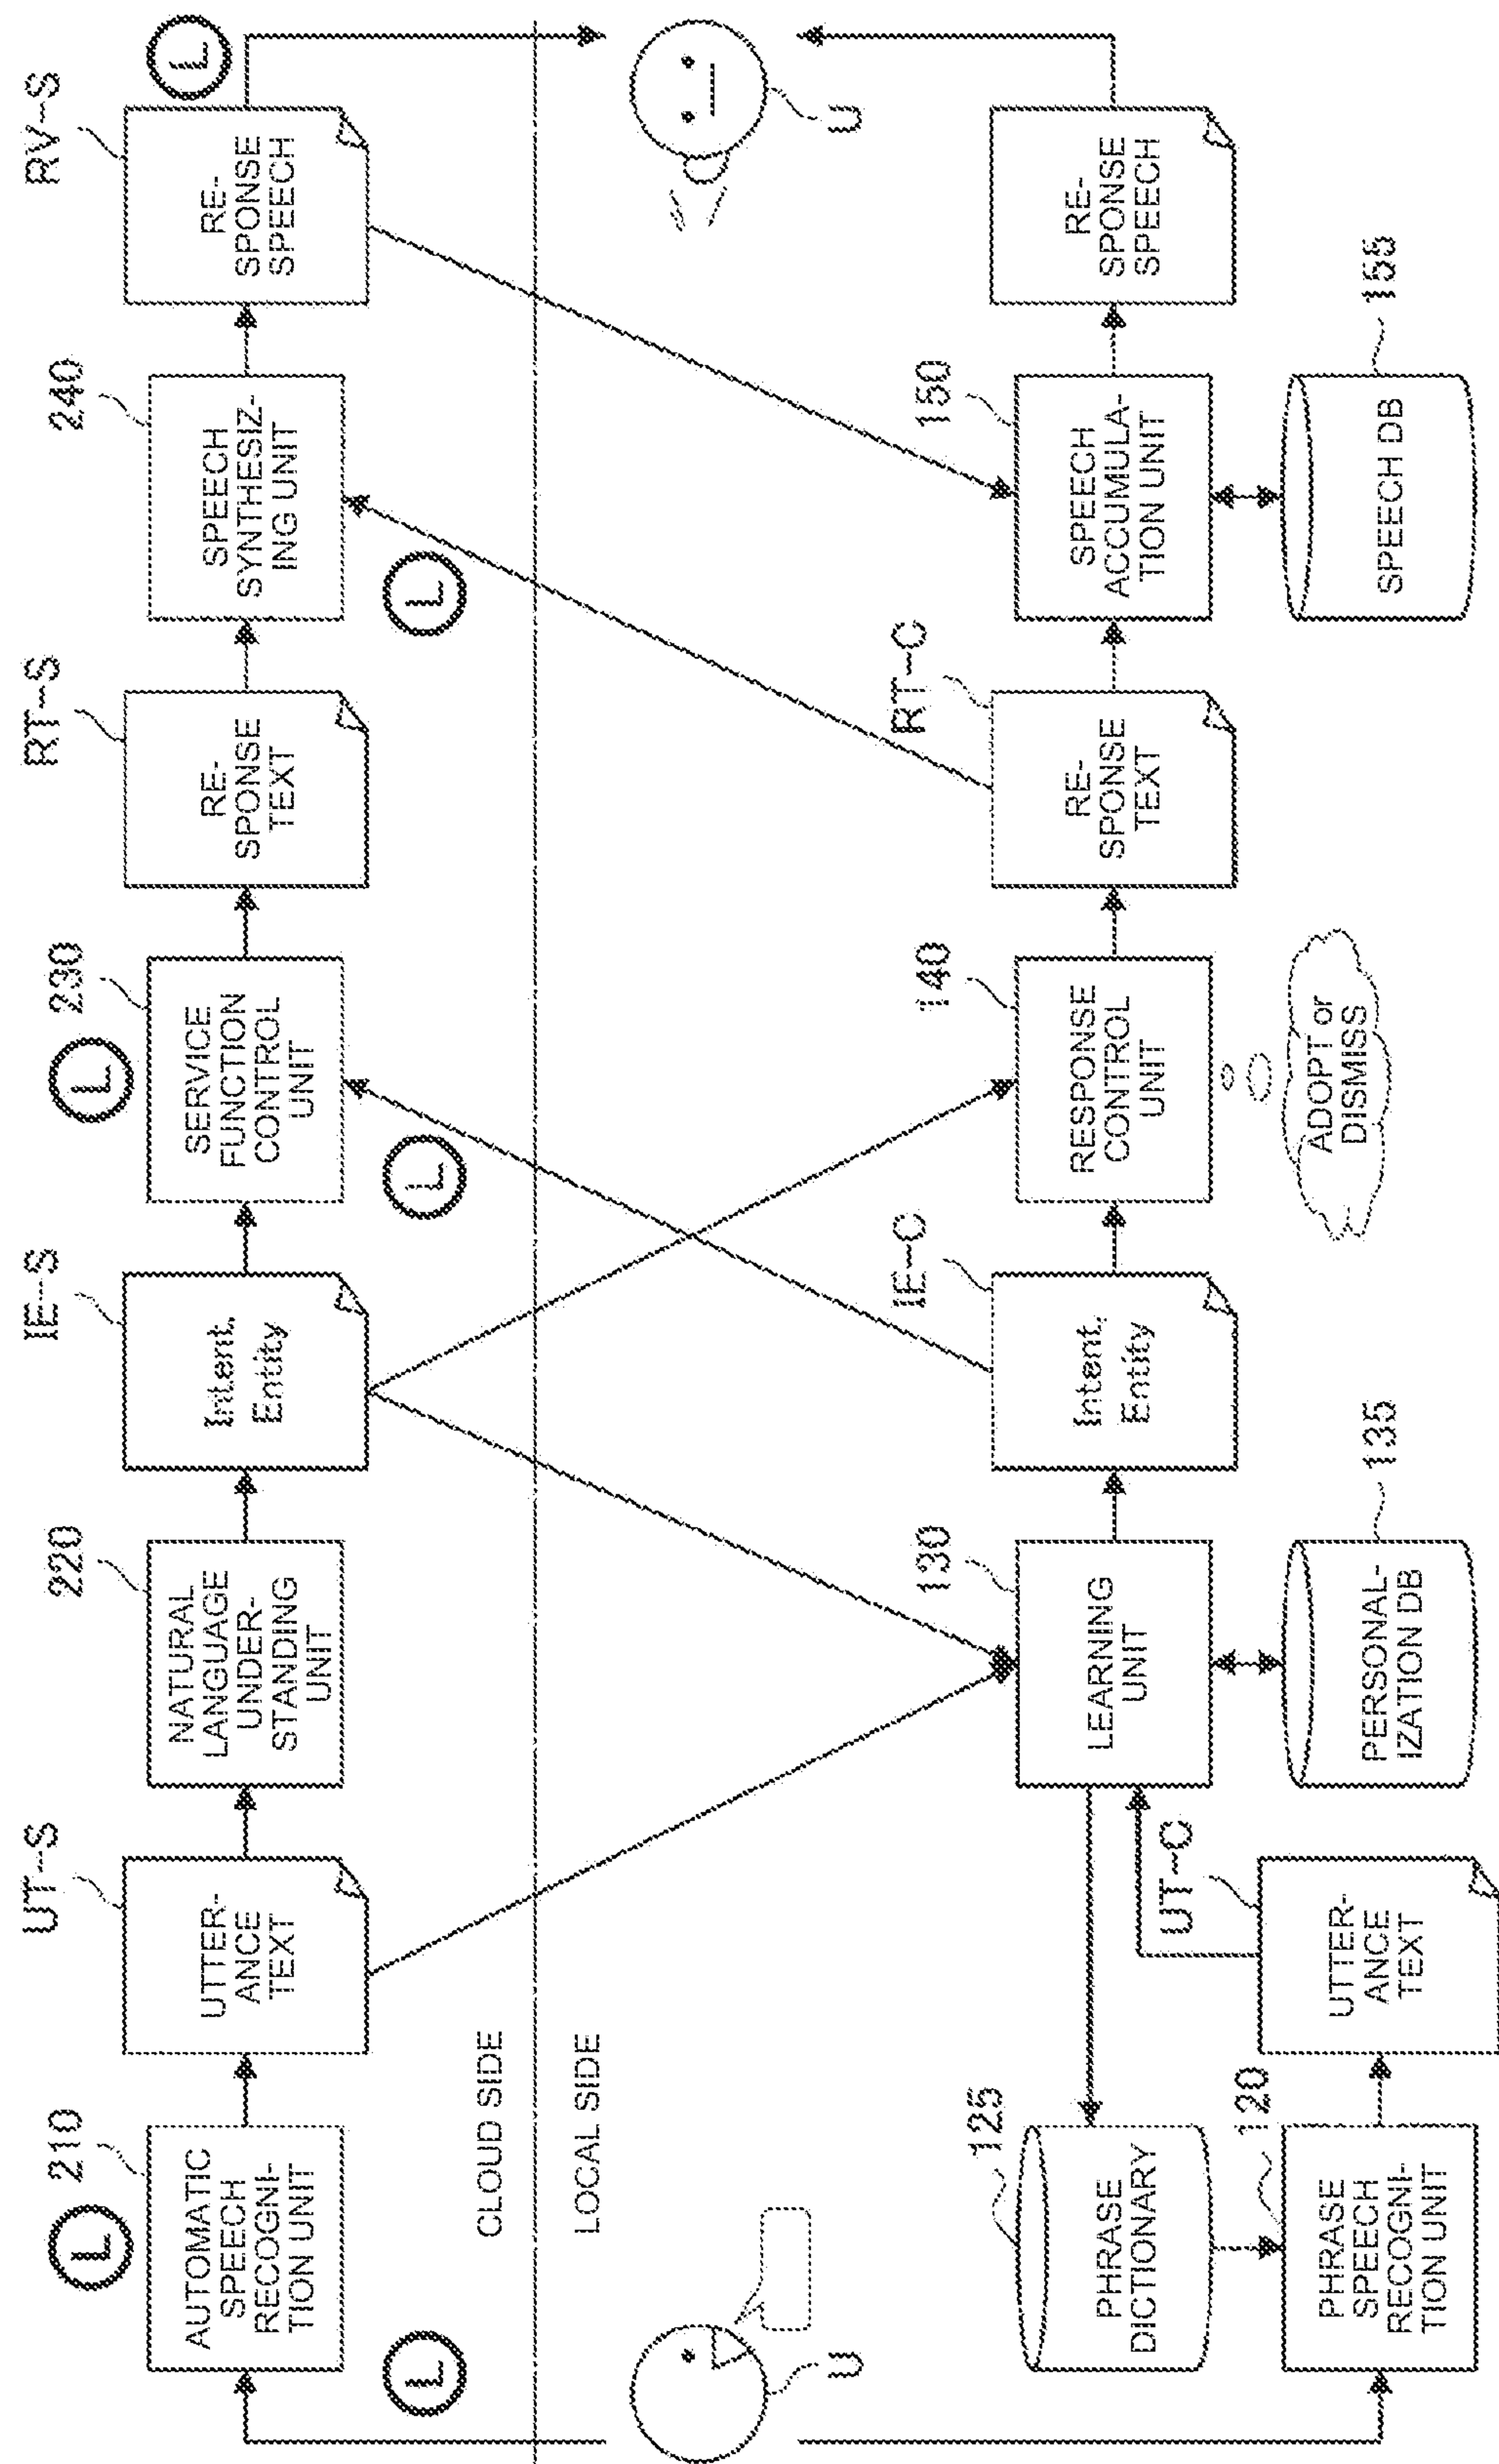 UT-S
IE-S
RT-S
RV-S
L
210
220
L
230
240
L
AUTOMATIC
SPEECH
RECOGNI-
TION UNIT
UTTER-
ANCE
TEXT
NATURAL
LANGUAGE
UNDER-
STANDING
UNIT
Intent,
Entity
SERVICE
FUNCTION
CONTROL
UNIT
RE-
SPONSE
TEXT
SPEECH
SYNTHESIZ-
ING UNIT
RE-
SPONSE
SPEECH
L
L
L
CLOUD SIDE
LOCAL SIDE
U
U
125
130
IE-C
140
RT-C
150
PHRASE
DICTIONARY
LEARNING
UNIT
Intent,
Entity
RESPONSE
CONTROL
UNIT
RE-
SPONSE
TEXT
SPEECH
ACCUMULA-
TION UNIT
RE-
SPONSE
SPEECH
120
UT-C
135
155
PHRASE
SPEECH
RECOGNI-
TION UNIT
UTTER-
ANCE
TEXT
PERSONAL-
IZATION DB
ADOPT or
DISMISS
SPEECH DB